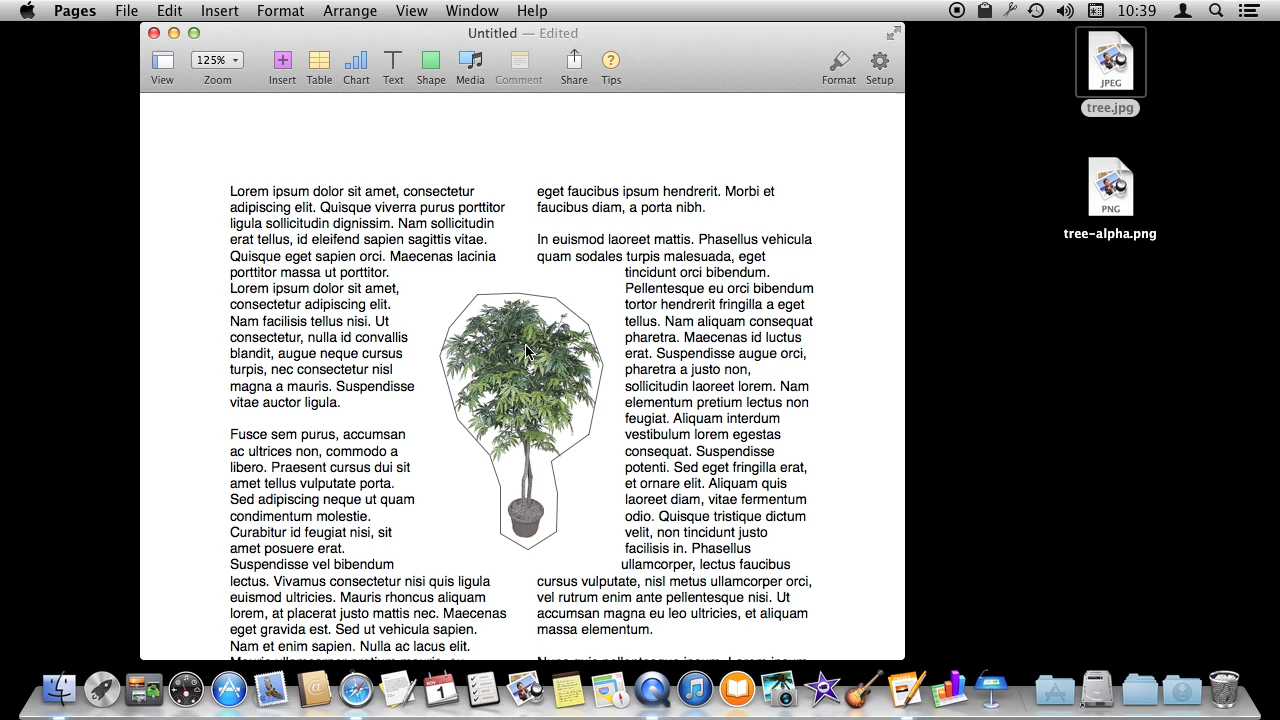 Pages File Edit Insert Format Arrange View Window Help 10:39
Untitled — Edited
125%
View Zoom Insert Table Chart Text Shape Media Comment Share Tips Format Setup
JPEG
tree.jpg
PNG
tree-alpha.png
Lorem ipsum dolor sit amet, consectetur
adipiscing elit. Quisque viverra purus porttitor
ligula sollicitudin dignissim. Nam sollicitudin
erat tellus, id eleifend sapien sagittis vitae.
Quisque eget sapien orci. Maecenas lacinia
porttitor massa ut porttitor.
Lorem ipsum dolor sit amet,
consectetur adipiscing elit.
Nam facilisis tellus nisi. Ut
consectetur, nulla id convallis
blandit, augue neque cursus
turpis, nec consectetur nisl
magna a mauris. Suspendisse
vitae auctor ligula.
Fusce sem purus, accumsan
ac ultrices non, commodo a
libero. Praesent cursus dui sit
amet tellus vulputate porta.
Sed adipiscing neque ut quam
condimentum molestie.
Curabitur id feugiat nisi, sit
amet posuere erat.
Suspendisse vel bibendum
lectus. Vivamus consectetur nisi quis ligula
euismod ultricies. Mauris rhoncus aliquam
lorem, at placerat justo mattis nec. Maecenas
eget gravida est. Sed ut vehicula sapien.
Nam et enim sapien. Nulla ac lacus elit.
eget faucibus ipsum hendrerit. Morbi et
faucibus diam, a porta nibh.
In euismod laoreet mattis. Phasellus vehicula
quam sodales turpis malesuada, eget
tincidunt orci bibendum.
Pellentesque eu orci bibendum
tortor hendrerit fringilla a eget
tellus. Nam aliquam consequat
pharetra. Maecenas id luctus
erat. Suspendisse augue orci,
pharetra a justo non,
sollicitudin laoreet lorem. Nam
elementum pretium lectus non
feugiat. Aliquam interdum
vestibulum lorem egestas
consequat. Suspendisse
potenti. Sed eget fringilla erat,
et ornare elit. Aliquam quis
laoreet diam, vitae fermentum
odio. Quisque tristique dictum
velit, non tincidunt justo
facilisis in. Phasellus
ullamcorper, lectus faucibus
cursus vulputate, nisl metus ullamcorper orci,
vel rutrum enim ante pellentesque nisi. Ut
accumsan magna eu leo ultricies, et aliquam
massa elementum.
NOV
1